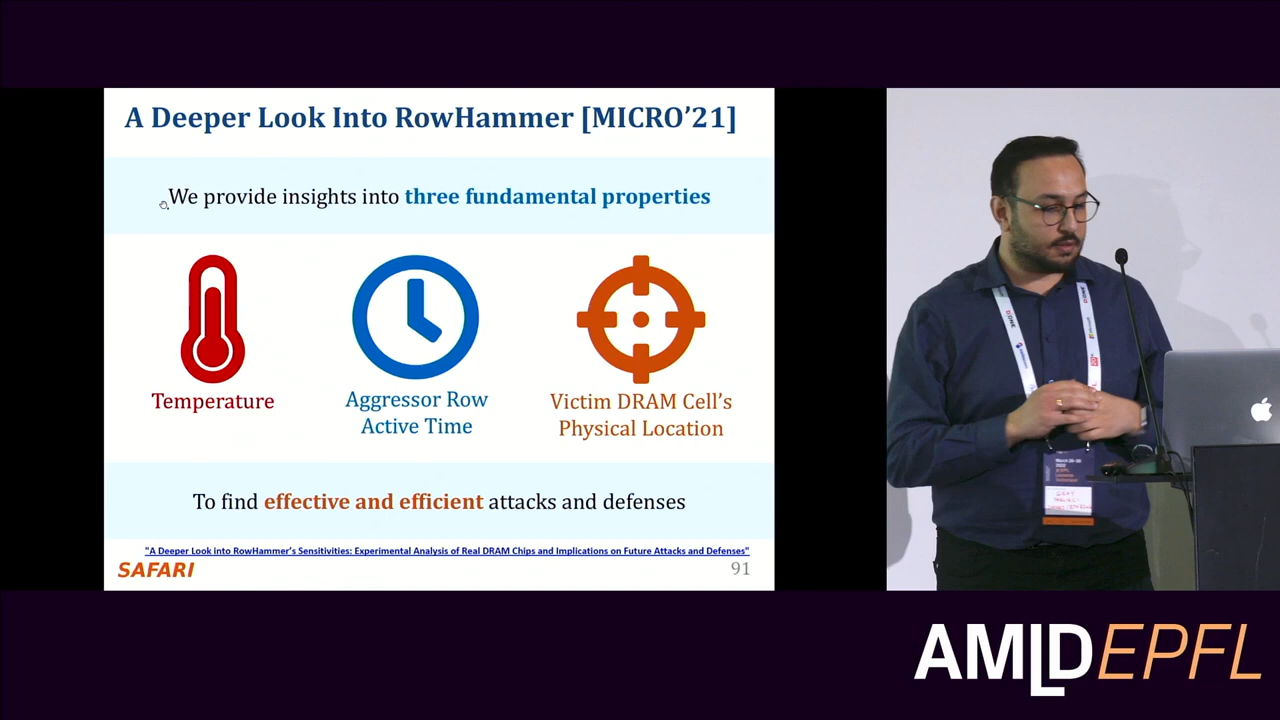 A Deeper Look Into RowHammer [MICRO’21]
We provide insights into three fundamental properties
Temperature
Aggressor Row
Active Time
Victim DRAM Cell’s
Physical Location
To find effective and efficient attacks and defenses
"A Deeper Look into RowHammer’s Sensitivities: Experimental Analysis of Real DRAM Chips and Implications on Future Attacks and Defenses"
SAFARI
91
AMLDEPFL